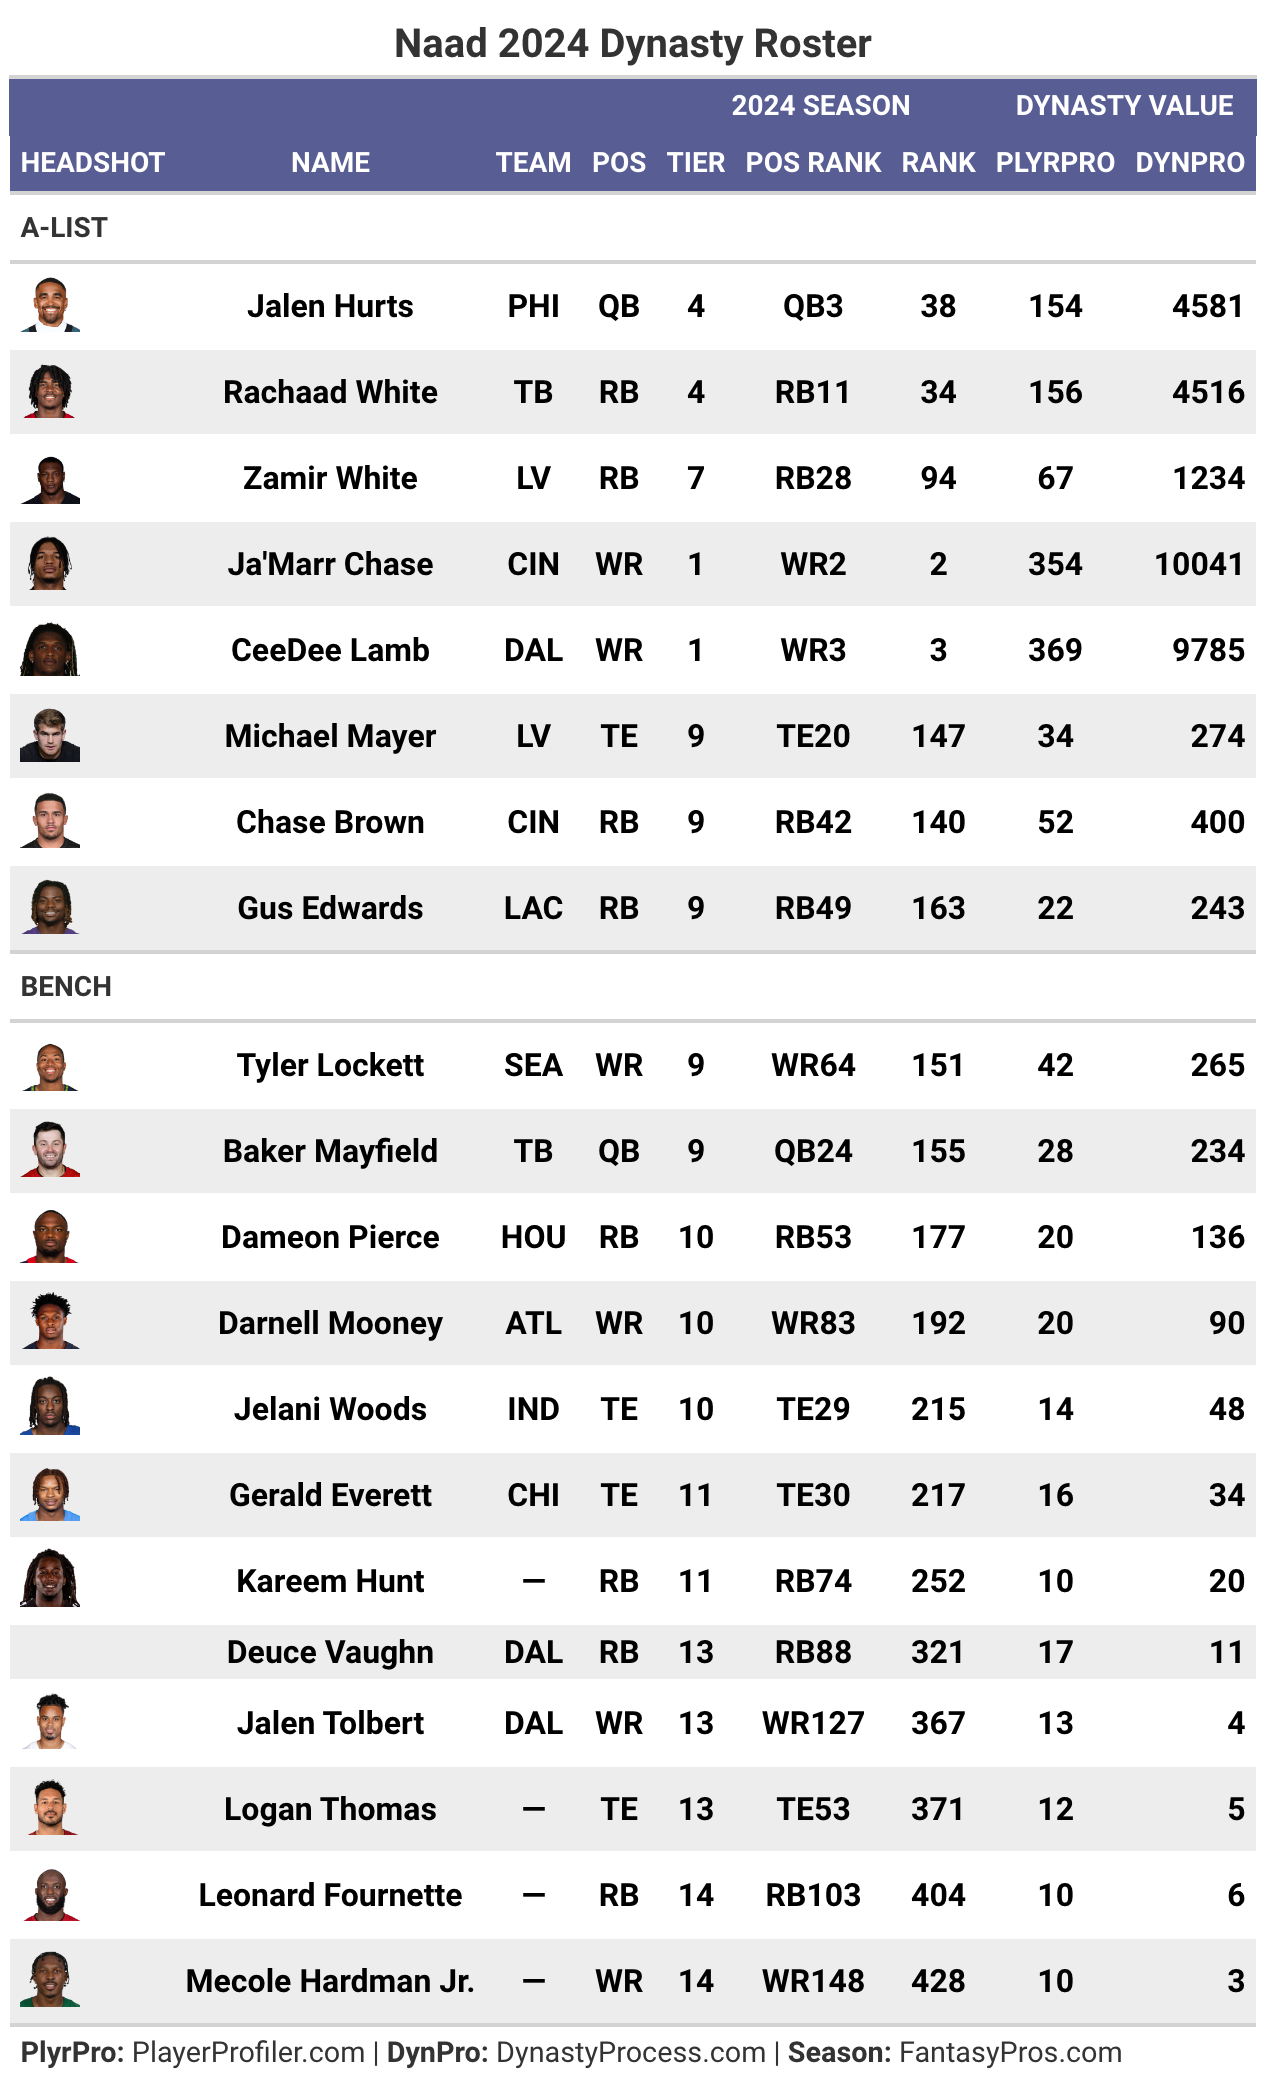 Naad 2024 Dynasty Roster
2024 SEASON DYNASTY VALUE
HEADSHOT NAME TEAM POS TIER POS RANK RANK PLYRPRO DYNPRO
A-LIST
Jalen Hurts PHI QB 4 QB3 38 154 4581
Rachaad White TB RB 4 RB11 34 156 4516
Zamir White LV RB 7 RB28 94 67 1234
Ja'Marr Chase CIN WR 1 WR2 2 354 10041
CeeDee Lamb DAL WR 1 WR3 3 369 9785
Michael Mayer LV TE 9 TE20 147 34 274
Chase Brown CIN RB 9 RB42 140 52 400
Gus Edwards LAC RB 9 RB49 163 22 243
BENCH
Tyler Lockett SEA WR 9 WR64 151 42 265
Baker Mayfield TB QB 9 QB24 155 28 234
Dameon Pierce HOU RB 10 RB53 177 20 136
Darnell Mooney ATL WR 10 WR83 192 20 90
Jelani Woods IND TE 10 TE29 215 14 48
Gerald Everett CHI TE 11 TE30 217 16 34
Kareem Hunt — RB 11 RB74 252 10 20
Deuce Vaughn DAL RB 13 RB88 321 17 11
Jalen Tolbert DAL WR 13 WR127 367 13 4
Logan Thomas — TE 13 TE53 371 12 5
Leonard Fournette — RB 14 RB103 404 10 6
Mecole Hardman Jr. — WR 14 WR148 428 10 3
PlyrPro: PlayerProfiler.com | DynPro: DynastyProcess.com | Season: FantasyPros.com